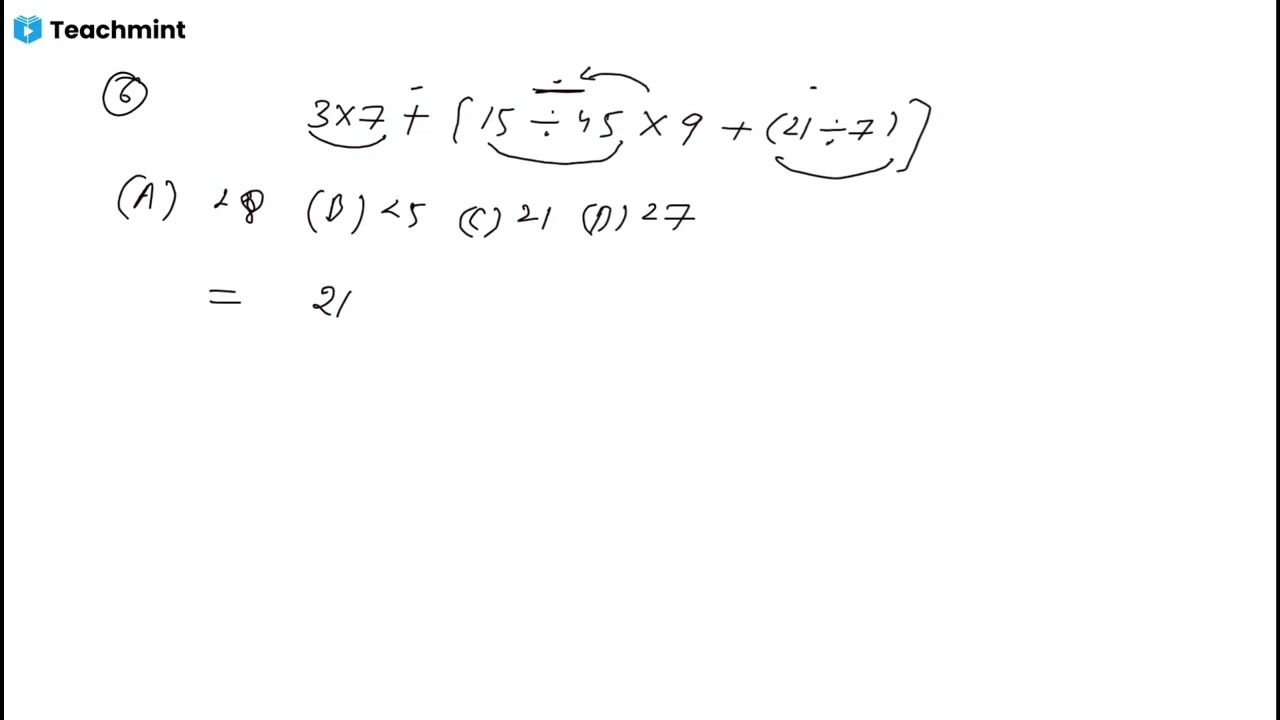 Teachmint
6
3×7 + [15 ÷ 45 × 9 + (21 ÷ 7)]
(A) 28 (B) 25 (C) 21 (D) 27
= 21